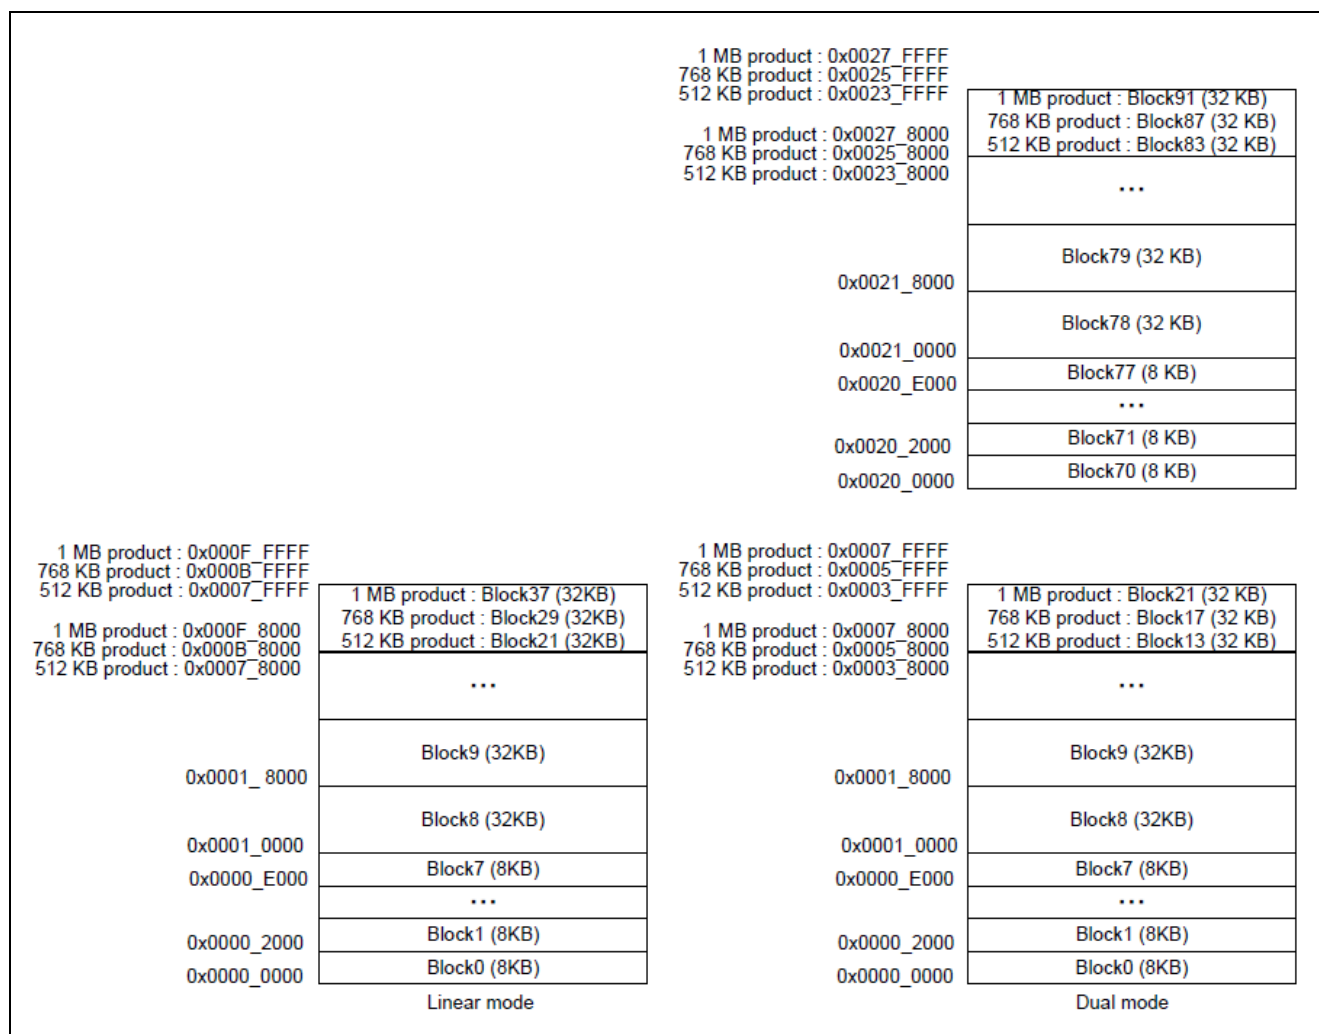 1 MB product : 0x0027_FFFF
768 KB product : 0x0025_FFFF
512 KB product : 0x0023_FFFF
1 MB product : Block91 (32 KB)
768 KB product : Block87 (32 KB)
512 KB product : Block83 (32 KB)
1 MB product : 0x0027_8000
768 KB product : 0x0025_8000
512 KB product : 0x0023_8000
...
Block79 (32 KB)
0x0021_8000
Block78 (32 KB)
0x0021_0000
Block77 (8 KB)
0x0020_E000
...
Block71 (8 KB)
0x0020_2000
Block70 (8 KB)
0x0020_0000
1 MB product : 0x000F_FFFF
768 KB product : 0x000B_FFFF
512 KB product : 0x0007_FFFF
1 MB product : Block37 (32KB)
768 KB product : Block29 (32KB)
512 KB product : Block21 (32KB)
1 MB product : 0x000F_8000
768 KB product : 0x000B_8000
512 KB product : 0x0007_8000
...
Block9 (32KB)
0x0001_ 8000
Block8 (32KB)
0x0001_0000
Block7 (8KB)
0x0000_E000
...
Block1 (8KB)
0x0000_2000
Block0 (8KB)
0x0000_0000
Linear mode
1 MB product : 0x0007_FFFF
768 KB product : 0x0005_FFFF
512 KB product : 0x0003_FFFF
1 MB product : Block21 (32 KB)
768 KB product : Block17 (32 KB)
512 KB product : Block13 (32 KB)
1 MB product : 0x0007_8000
768 KB product : 0x0005_8000
512 KB product : 0x0003_8000
...
Block9 (32KB)
0x0001_8000
Block8 (32KB)
0x0001_0000
Block7 (8KB)
0x0000_E000
...
Block1 (8KB)
0x0000_2000
Block0 (8KB)
0x0000_0000
Dual mode